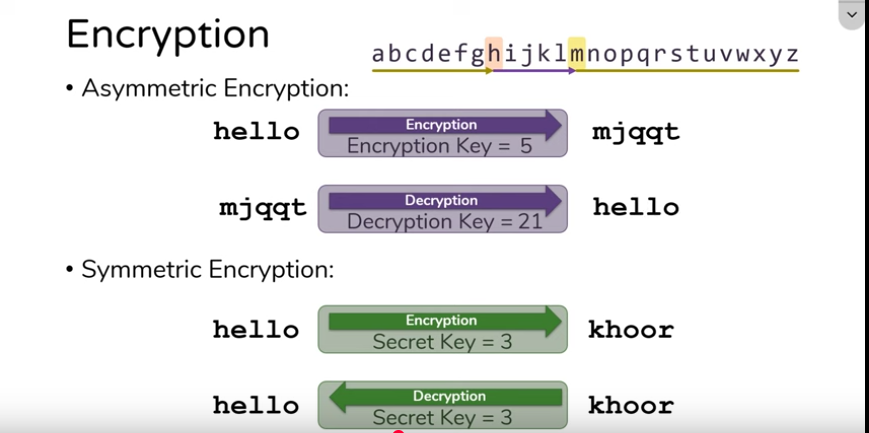 Encryption
abcdefghijklmnopqrstuvwxyz
• Asymmetric Encryption:
hello Encryption mjqqt
Encryption Key = 5
mjqqt Decryption hello
Decryption Key = 21
• Symmetric Encryption:
hello Encryption khoor
Secret Key = 3
hello Decryption khoor
Secret Key = 3